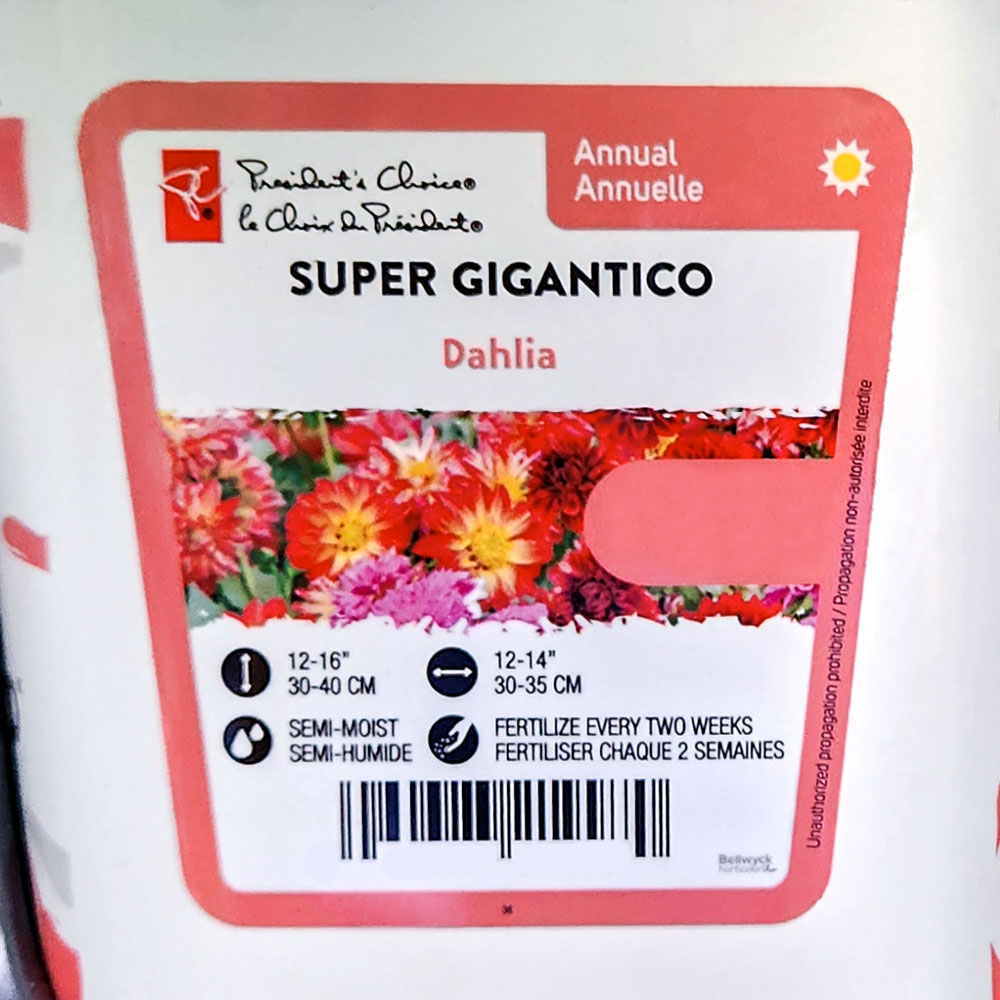 President's Choice®
le Choix du Président®
Annual
Annuelle
SUPER GIGANTICO
Dahlia
12-16"
30-40 CM
12-14"
30-35 CM
SEMI-MOIST
SEMI-HUMIDE
FERTILIZE EVERY TWO WEEKS
FERTILISER CHAQUE 2 SEMAINES
Unauthorized propagation prohibited / Propagation non-autorisée interdite
Bellwyck